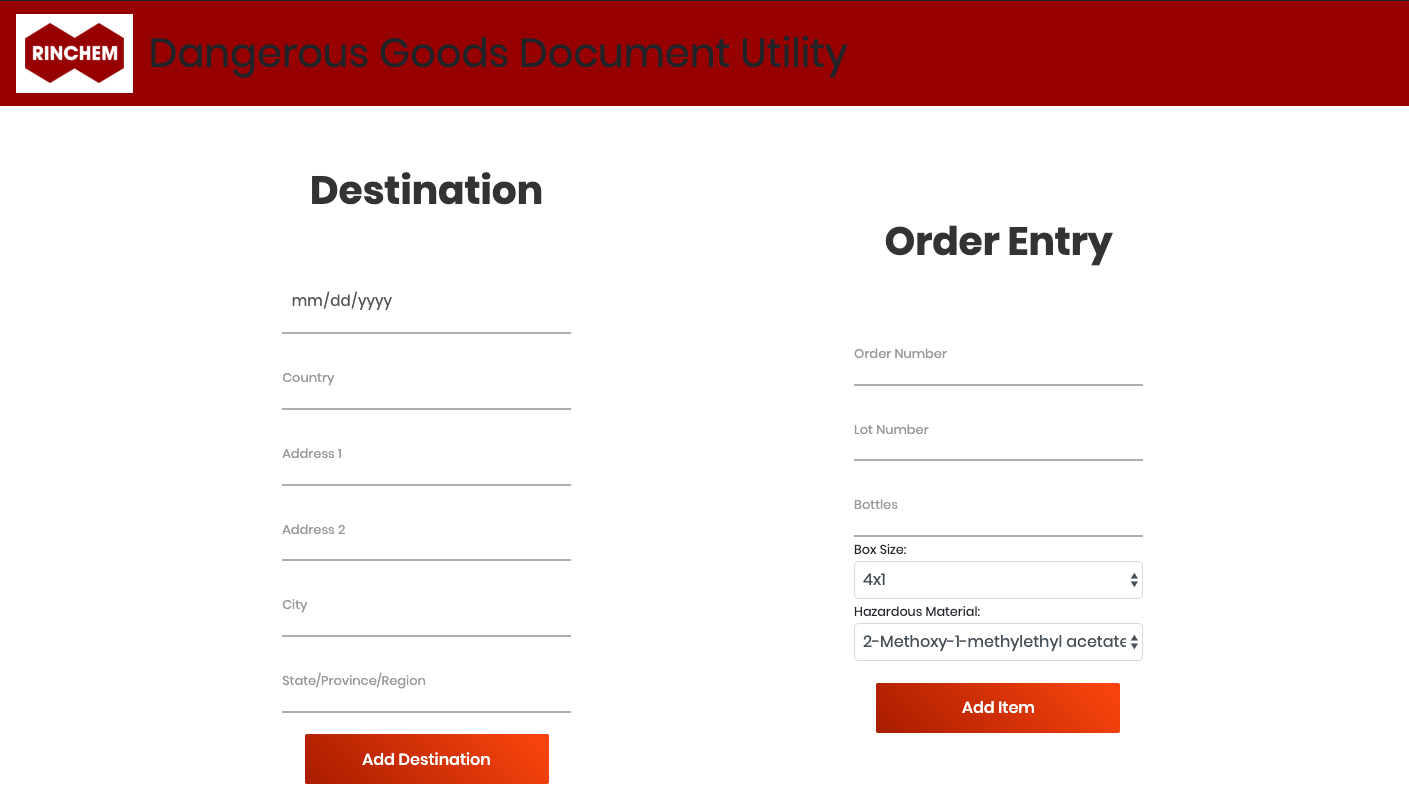 RINCHEM
Dangerous Goods Document Utility
Destination
mm/dd/yyyy
Country
Address 1
Address 2
City
State/Province/Region
Add Destination
Order Entry
Order Number
Lot Number
Bottles
Box Size:
4x1
Hazardous Material:
2-Methoxy-1-methylethyl acetate
Add Item